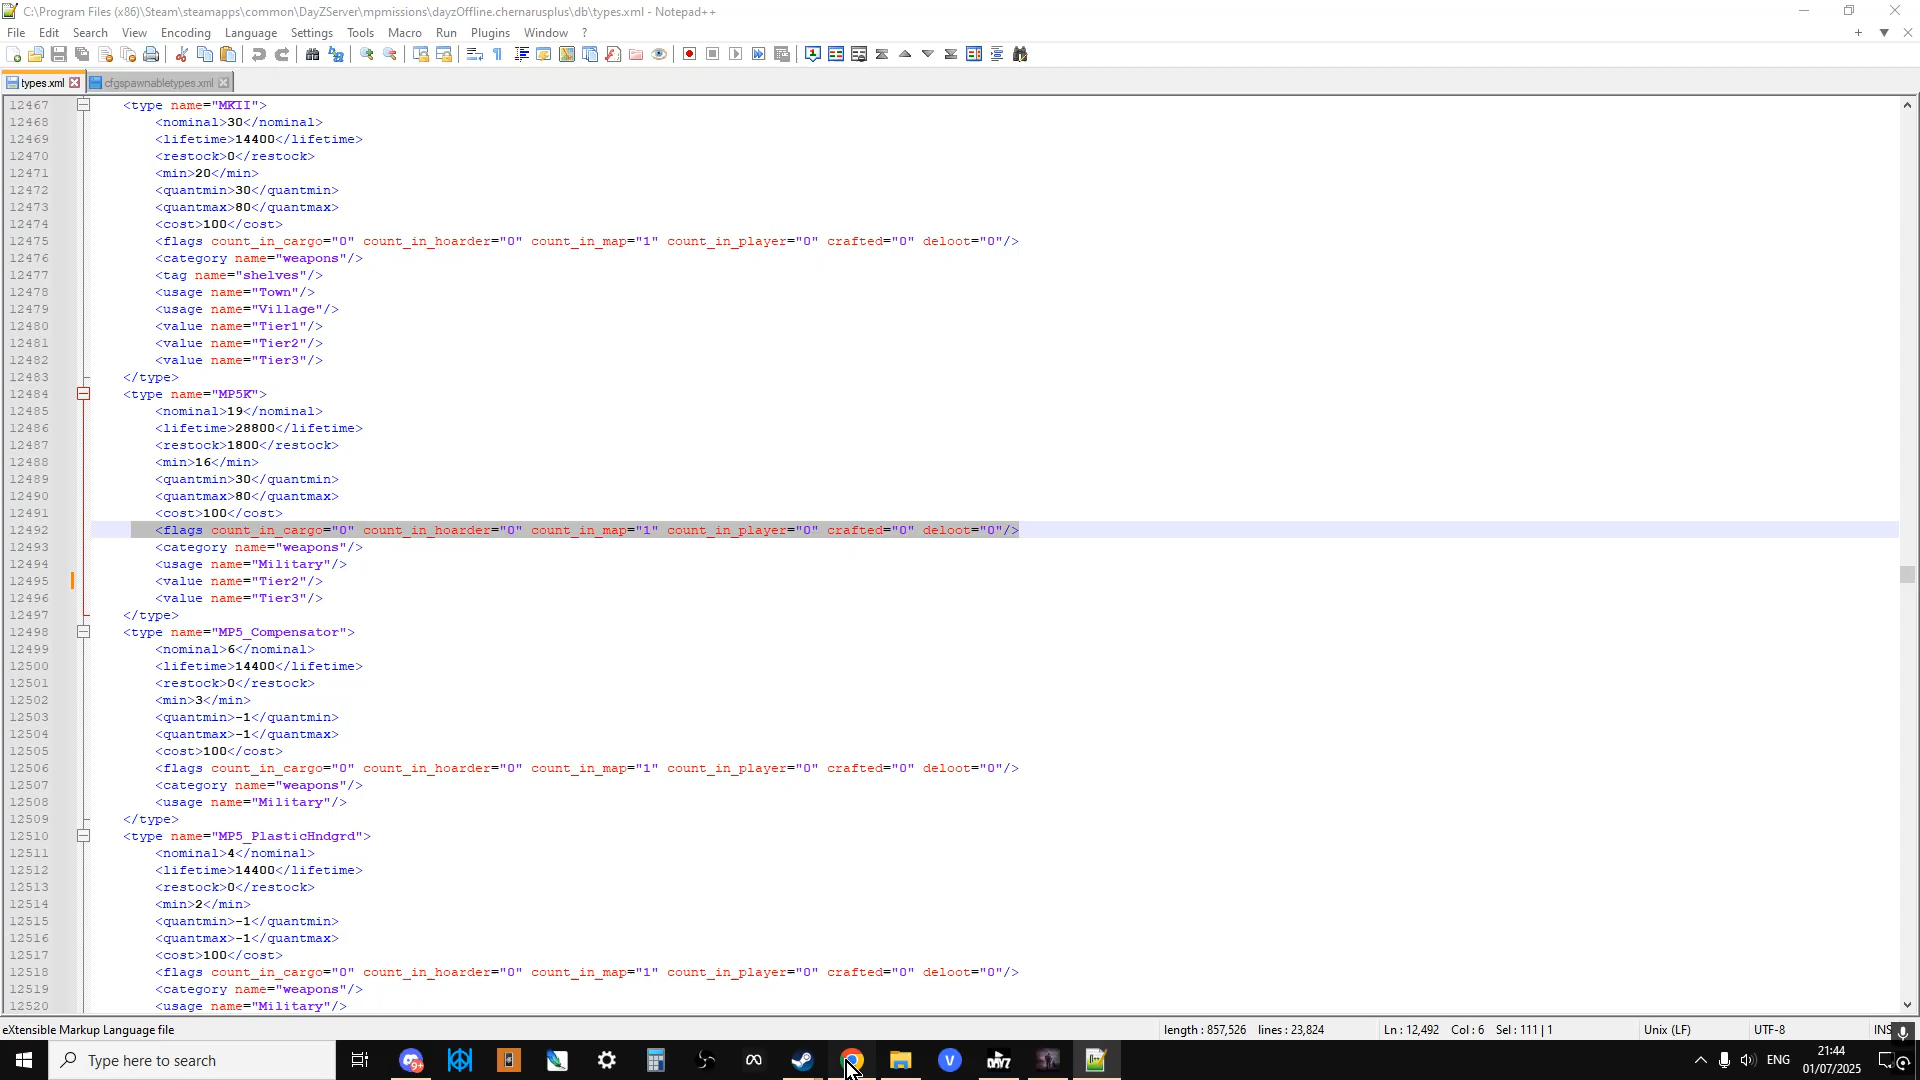 C:\Program Files (x86)\Steam\steamapps\common\DayZServer\mpmissions\dayzOffline.chernarusplus\db\types.xml - Notepad++
File Edit Search View Encoding Language Settings Tools Macro Run Plugins Window ?
types.xml cfgspawnabletypes.xml
12467 <type name="MKII">
12468 <nominal>30</nominal>
12469 <lifetime>14400</lifetime>
12470 <restock>0</restock>
12471 <min>20</min>
12472 <quantmin>30</quantmin>
12473 <quantmax>80</quantmax>
12474 <cost>100</cost>
12475 <flags count_in_cargo="0" count_in_hoarder="0" count_in_map="1" count_in_player="0" crafted="0" deloot="0"/>
12476 <category name="weapons"/>
12477 <tag name="shelves"/>
12478 <usage name="Town"/>
12479 <usage name="Village"/>
12480 <value name="Tier1"/>
12481 <value name="Tier2"/>
12482 <value name="Tier3"/>
12483 </type>
12484 <type name="MP5K">
12485 <nominal>19</nominal>
12486 <lifetime>28800</lifetime>
12487 <restock>1800</restock>
12488 <min>16</min>
12489 <quantmin>30</quantmin>
12490 <quantmax>80</quantmax>
12491 <cost>100</cost>
12492 <flags count_in_cargo="0" count_in_hoarder="0" count_in_map="1" count_in_player="0" crafted="0" deloot="0"/>
12493 <category name="weapons"/>
12494 <usage name="Military"/>
12495 <value name="Tier2"/>
12496 <value name="Tier3"/>
12497 </type>
12498 <type name="MP5_Compensator">
12499 <nominal>6</nominal>
12500 <lifetime>14400</lifetime>
12501 <restock>0</restock>
12502 <min>3</min>
12503 <quantmin>-1</quantmin>
12504 <quantmax>-1</quantmax>
12505 <cost>100</cost>
12506 <flags count_in_cargo="0" count_in_hoarder="0" count_in_map="1" count_in_player="0" crafted="0" deloot="0"/>
12507 <category name="weapons"/>
12508 <usage name="Military"/>
12509 </type>
12510 <type name="MP5_PlasticHndgrd">
12511 <nominal>4</nominal>
12512 <lifetime>14400</lifetime>
12513 <restock>0</restock>
12514 <min>2</min>
12515 <quantmin>-1</quantmin>
12516 <quantmax>-1</quantmax>
12517 <cost>100</cost>
12518 <flags count_in_cargo="0" count_in_hoarder="0" count_in_map="1" count_in_player="0" crafted="0" deloot="0"/>
12519 <category name="weapons"/>
12520 <usage name="Military"/>
eXtensible Markup Language file length : 857,526 lines : 23,824 Ln : 12,492 Col : 6 Sel : 111 | 1 Unix (LF) UTF-8 INS
Type here to search ENG 21:44
01/07/2025